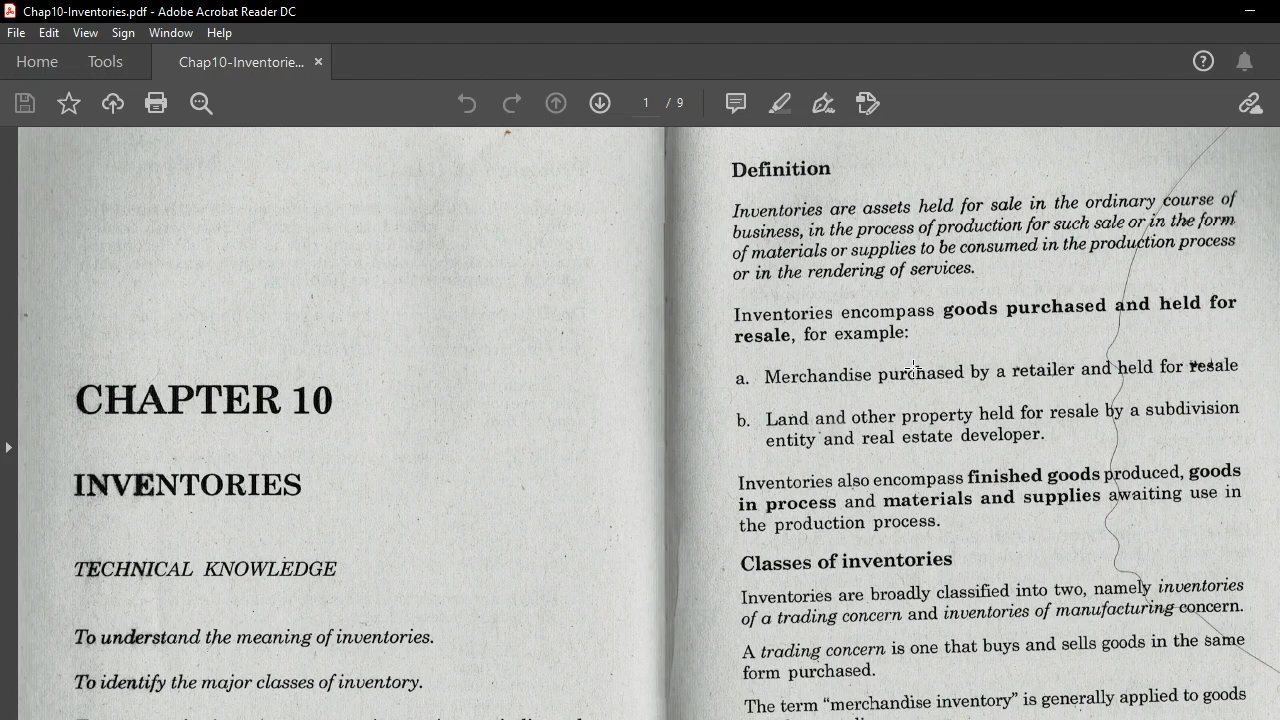 Chap10-Inventories.pdf - Adobe Acrobat Reader DC
File Edit View Sign Window Help
Home Tools Chap10-Inventorie... ×
1 / 9
CHAPTER 10
INVENTORIES
TECHNICAL KNOWLEDGE
To understand the meaning of inventories.
To identify the major classes of inventory.
Definition
Inventories are assets held for sale in the ordinary course of
business, in the process of production for such sale or in the form
of materials or supplies to be consumed in the production process
or in the rendering of services.
Inventories encompass goods purchased and held for
resale, for example:
a. Merchandise purchased by a retailer and held for resale
b. Land and other property held for resale by a subdivision
entity and real estate developer.
Inventories also encompass finished goods produced, goods
in process and materials and supplies awaiting use in
the production process.
Classes of inventories
Inventories are broadly classified into two, namely inventories
of a trading concern and inventories of manufacturing concern.
A trading concern is one that buys and sells goods in the same
form purchased.
The term "merchandise inventory" is generally applied to goods